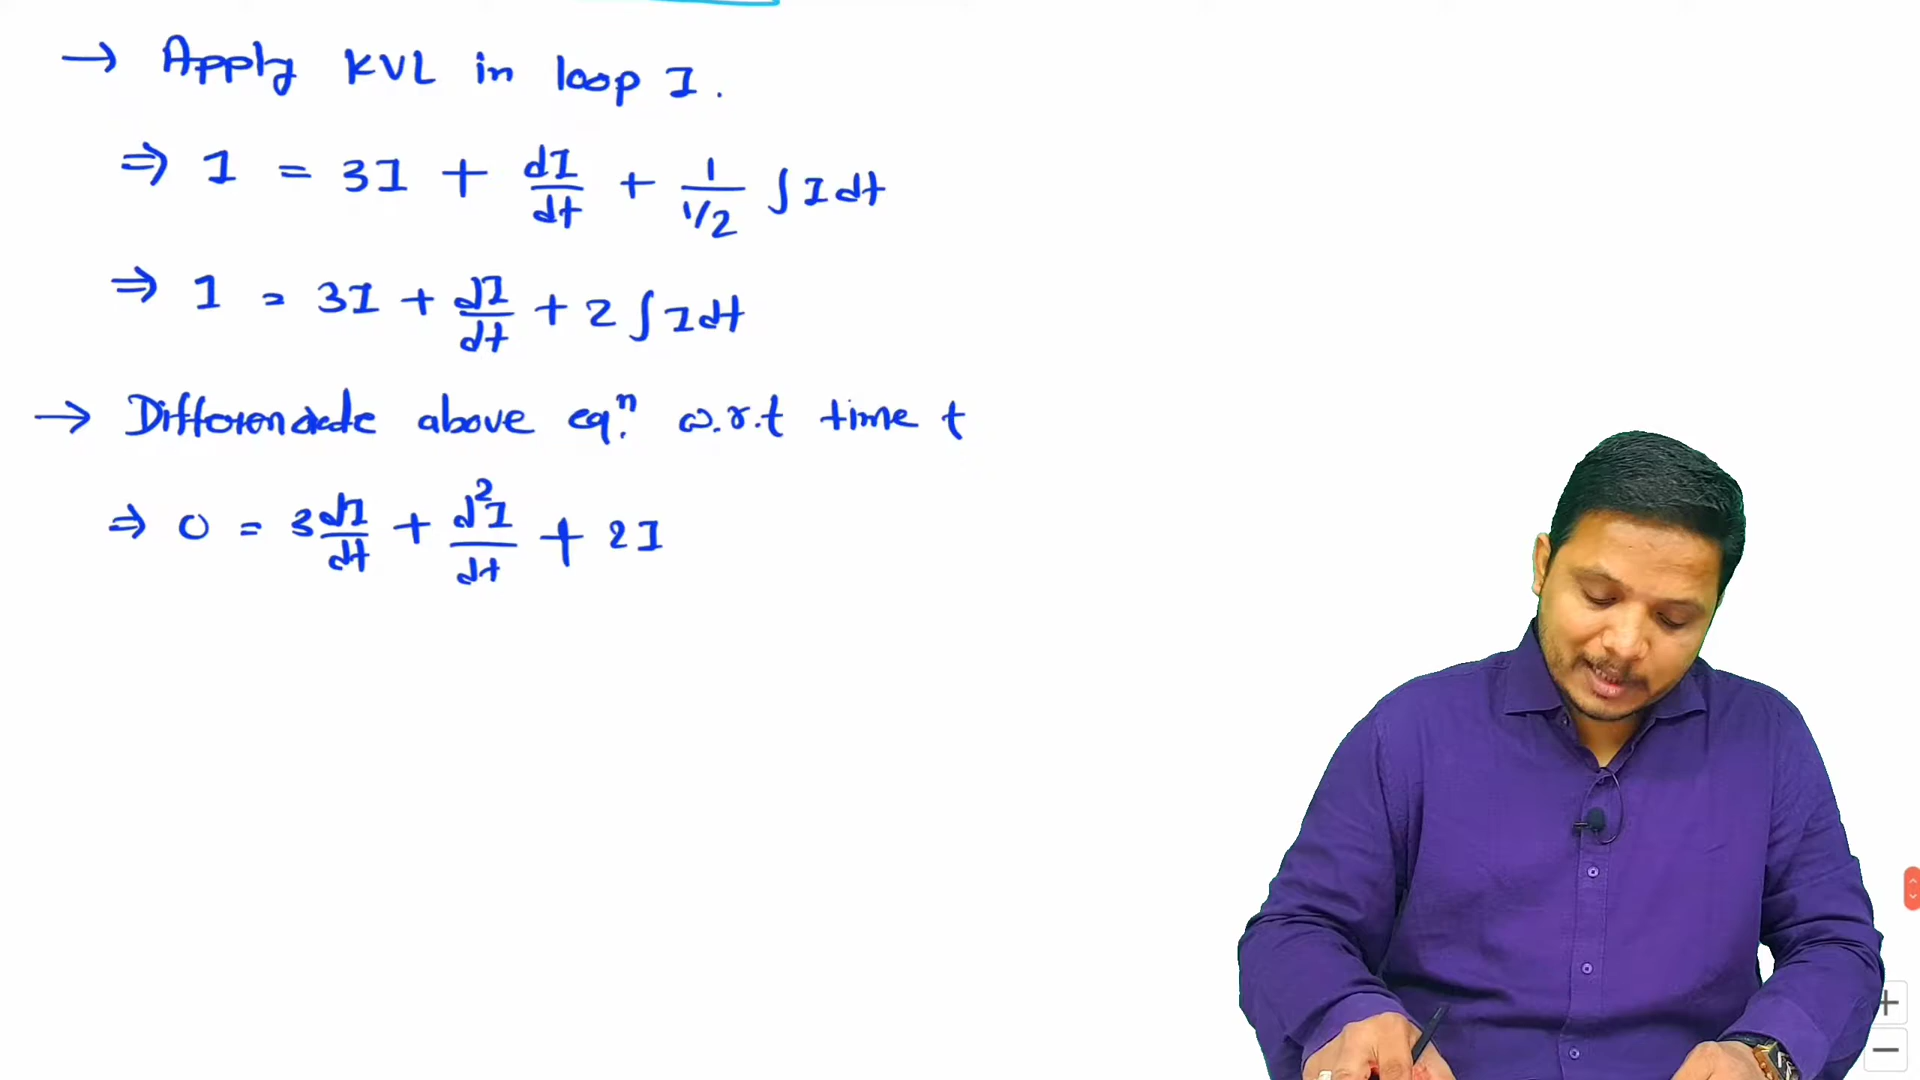 → Apply KVL in loop I.
⇒ 1 = 3I + dI/dt + 1/(1/2) ∫ I dt
⇒ 1 = 3I + dI/dt + 2 ∫ I dt
→ Differentiate above eqⁿ. w.r.t time t
⇒ 0 = 3 dI/dt + d²I/dt + 2I